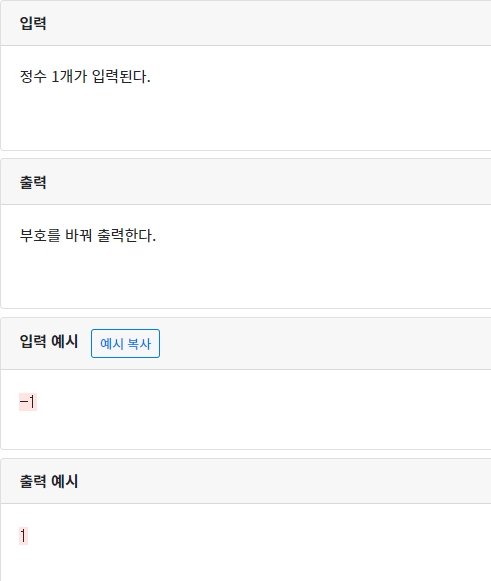 입력
정수 1개가 입력된다.
출력
부호를 바꿔 출력한다.
입력 예시 예시 복사
-1
출력 예시
1